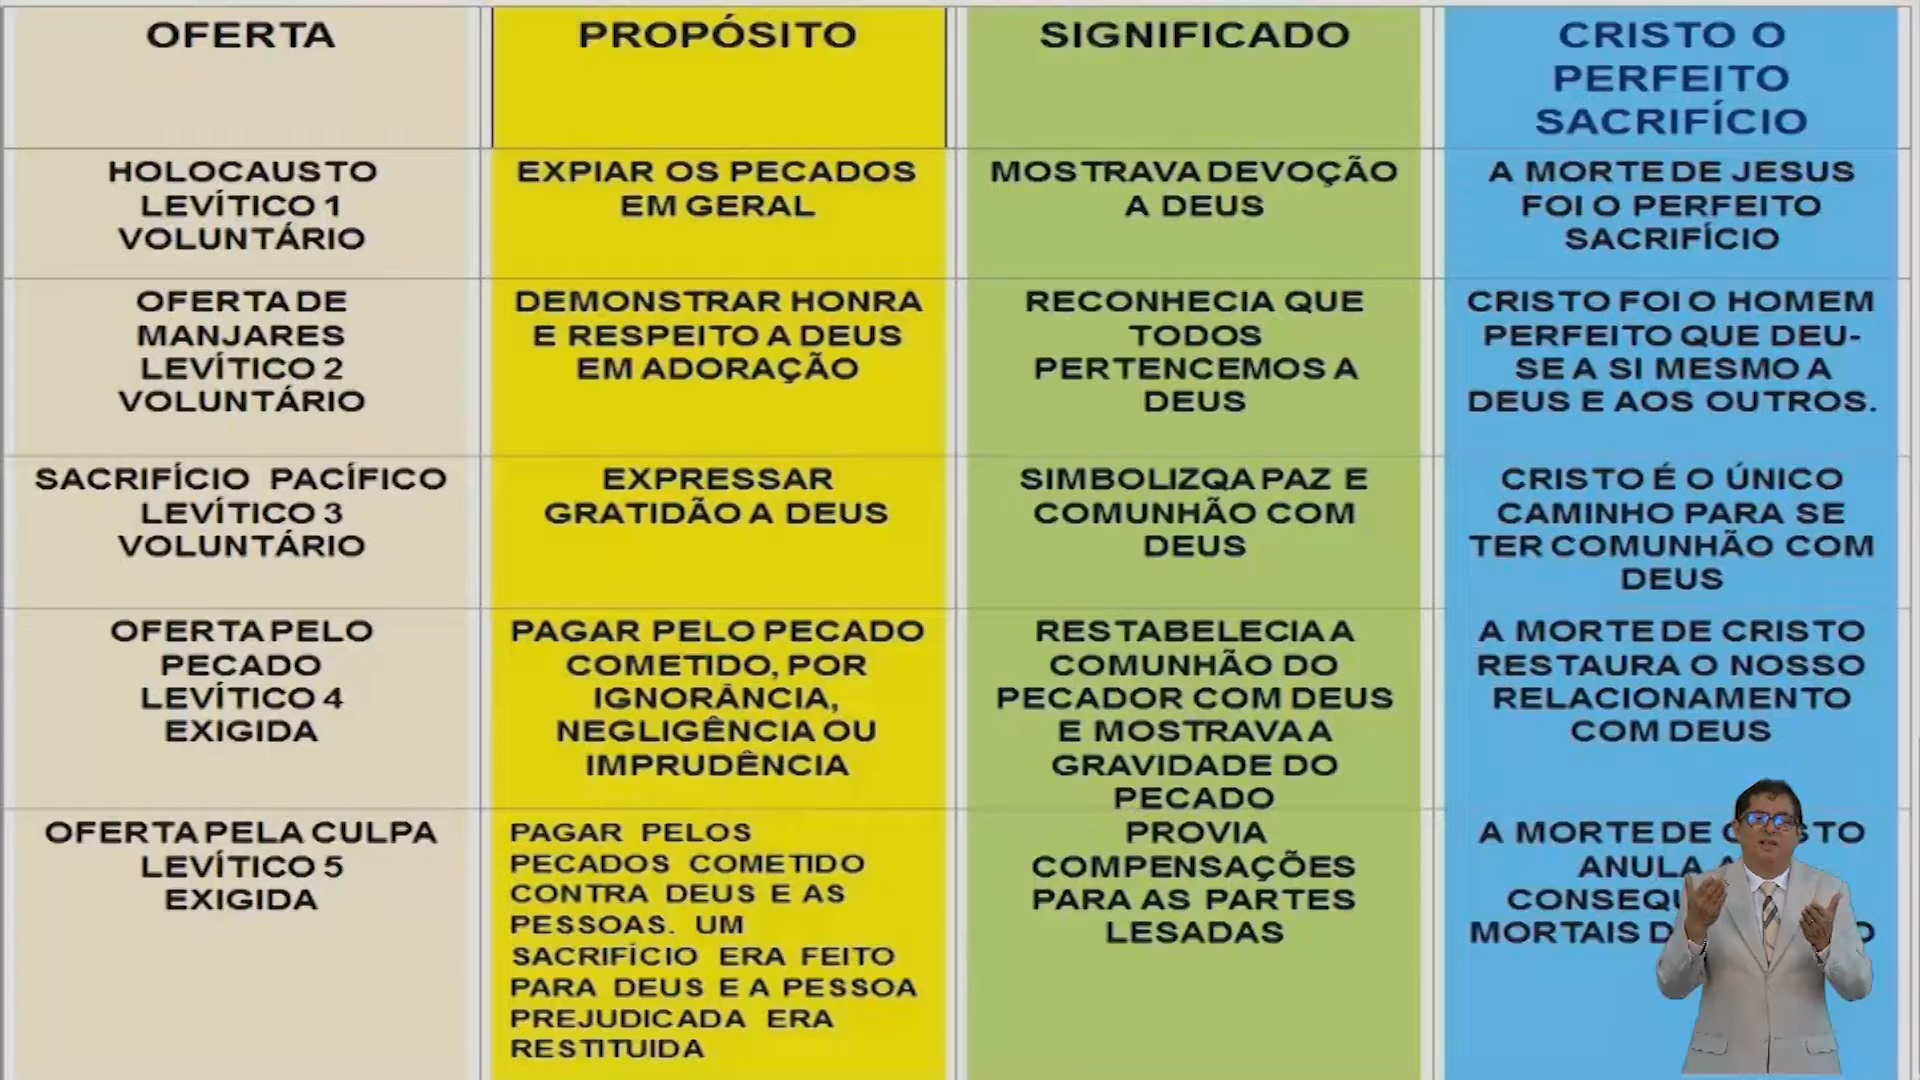 OFERTA
PROPÓSITO
SIGNIFICADO
CRISTO O
PERFEITO
SACRIFÍCIO
HOLOCAUSTO
LEVÍTICO 1
VOLUNTÁRIO
EXPIAR OS PECADOS
EM GERAL
MOSTRAVA DEVOÇÃO
A DEUS
A MORTE DE JESUS
FOI O PERFEITO
SACRIFÍCIO
OFERTA DE
MANJARES
LEVÍTICO 2
VOLUNTÁRIO
DEMONSTRAR HONRA
E RESPEITO A DEUS
EM ADORAÇÃO
RECONHECIA QUE
TODOS
PERTENCEMOS A
DEUS
CRISTO FOI O HOMEM
PERFEITO QUE DEU-
SE A SI MESMO A
DEUS E AOS OUTROS.
SACRIFÍCIO PACÍFICO
LEVÍTICO 3
VOLUNTÁRIO
EXPRESSAR
GRATIDÃO A DEUS
SIMBOLIZQA PAZ E
COMUNHÃO COM
DEUS
CRISTO É O ÚNICO
CAMINHO PARA SE
TER COMUNHÃO COM
DEUS
OFERTA PELO
PECADO
LEVÍTICO 4
EXIGIDA
PAGAR PELO PECADO
COMETIDO, POR
IGNORÂNCIA,
NEGLIGÊNCIA OU
IMPRUDÊNCIA
RESTABELECIA A
COMUNHÃO DO
PECADOR COM DEUS
E MOSTRAVA A
GRAVIDADE DO
PECADO
A MORTE DE CRISTO
RESTAURA O NOSSO
RELACIONAMENTO
COM DEUS
OFERTA PELA CULPA
LEVÍTICO 5
EXIGIDA
PAGAR PELOS
PECADOS COMETIDO
CONTRA DEUS E AS
PESSOAS. UM
SACRIFÍCIO ERA FEITO
PARA DEUS E A PESSOA
PREJUDICADA ERA
RESTITUIDA
PROVIA
COMPENSAÇÕES
PARA AS PARTES
LESADAS
A MORTE DE
ANULA
MORTAIS